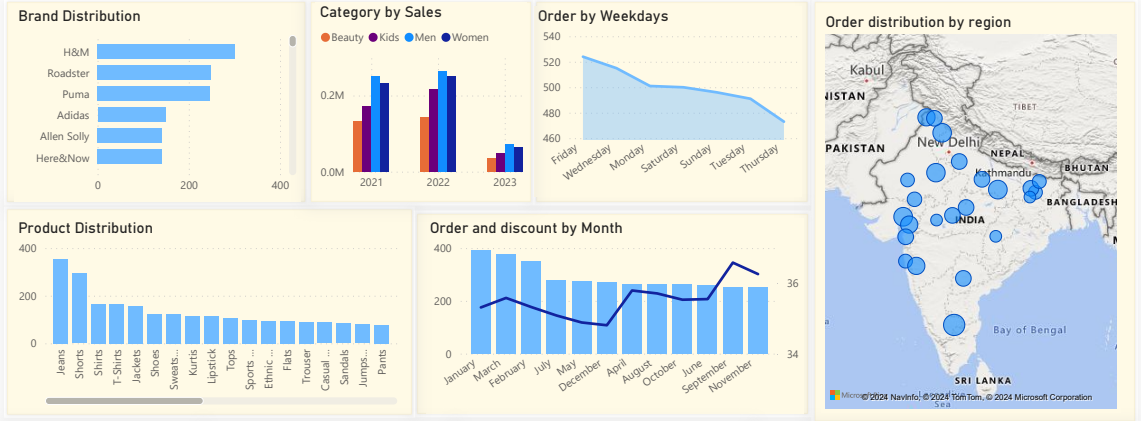 Brand Distribution
H&M
Roadster
Puma
Adidas
Allen Solly
Here&Now
0 200 400
Category by Sales
Beauty Kids Men Women
0.2M
0.0M
2021 2022 2023
Order by Weekdays
540
520
500
480
460
Friday Wednesday Monday Saturday Sunday Tuesday Thursday
Order distribution by region
Kabul
NISTAN
TIBET
PAKISTAN
New Delhi
NEPAL
Kathmandu
BHUTAN
BANGLADESH
INDIA
Bay of Bengal
SRI LANKA
Sea
Microsoft
© 2024 NavInfo, © 2024 TomTom, © 2024 Microsoft Corporation
Product Distribution
400
200
0
Jeans Shorts Shirts T-Shirts Jackets Shoes Sweats... Kurtis Lipstick Tops Sports ... Ethnic ... Flats Trouser Casual ... Sandals Jumps... Pants
Order and discount by Month
400
200
0
36
34
January March February July May December April August October June September November